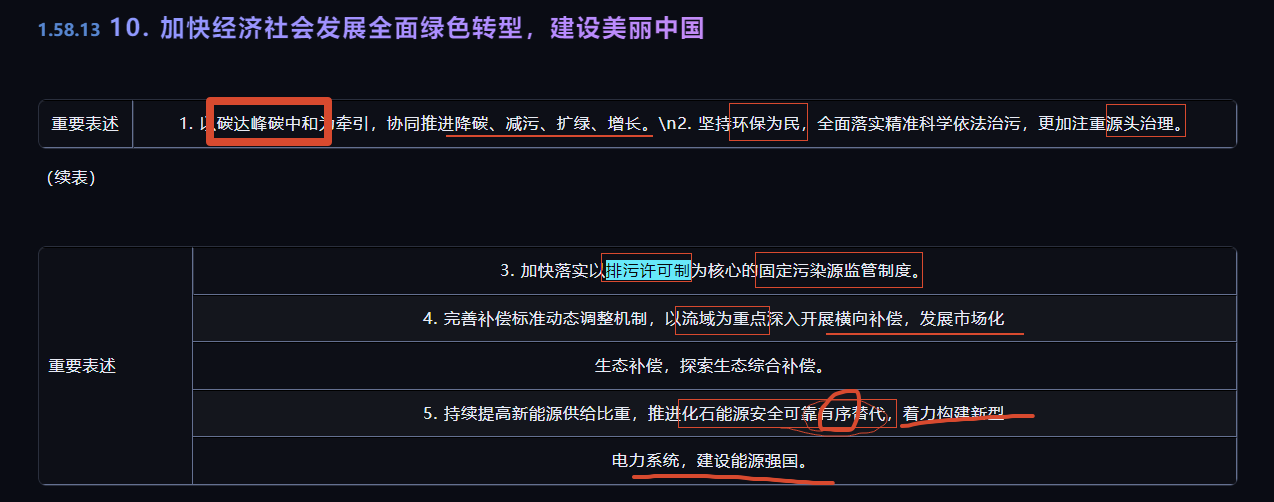 1.58.13 10. 加快经济社会发展全面绿色转型，建设美丽中国
重要表述 1. 以碳达峰碳中和为牵引，协同推进降碳、减污、扩绿、增长。\n2. 坚持环保为民，全面落实精准科学依法治污，更加注重源头治理。
（续表）
3. 加快落实以排污许可制为核心的固定污染源监管制度。
4. 完善补偿标准动态调整机制，以流域为重点深入开展横向补偿，发展市场化
重要表述
生态补偿，探索生态综合补偿。
5. 持续提高新能源供给比重，推进化石能源安全可靠有序替代，着力构建新型
电力系统，建设能源强国。